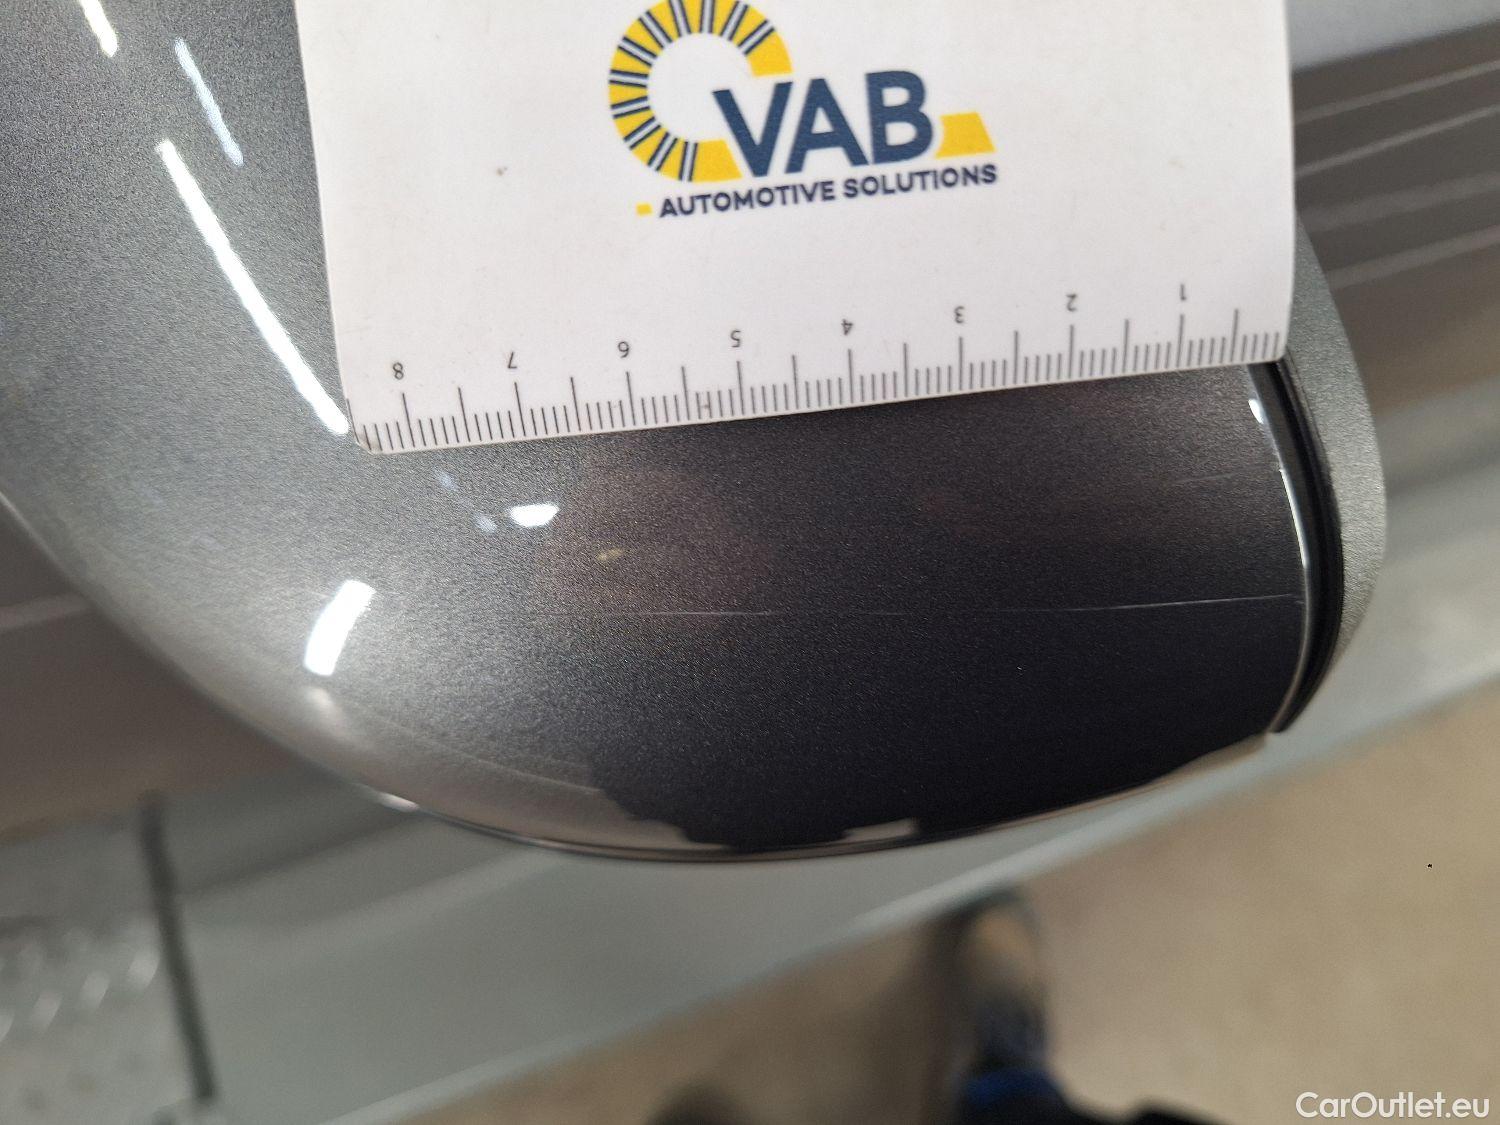 VAB
AUTOMOTIVE SOLUTIONS
8 7 6 5 4 3 2 1
CarOutlet.eu